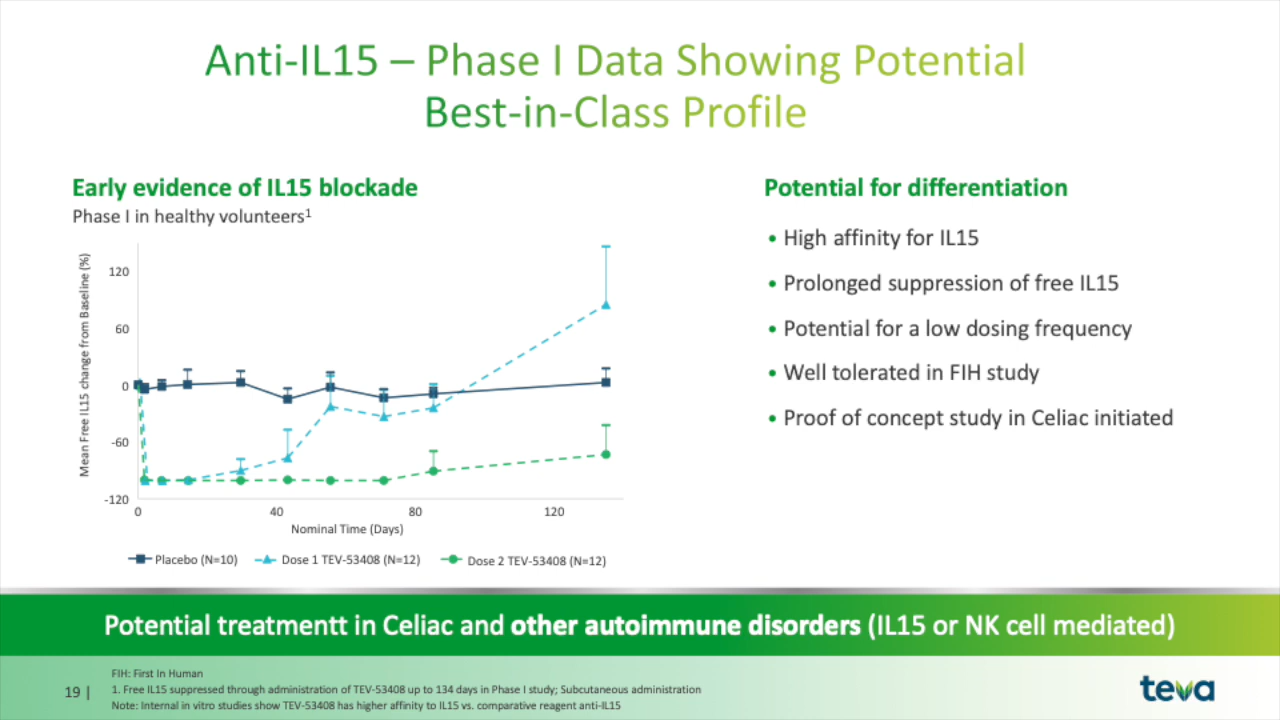 Anti-IL15 – Phase I Data Showing Potential
Best-in-Class Profile
Early evidence of IL15 blockade
Phase I in healthy volunteers¹
Mean Free IL15 change from Baseline (%)
120
60
0
-60
-120
0
40
80
120
Nominal Time (Days)
Placebo (N=10)
Dose 1 TEV-53408 (N=12)
Dose 2 TEV-53408 (N=12)
Potential for differentiation
• High affinity for IL15
• Prolonged suppression of free IL15
• Potential for a low dosing frequency
• Well tolerated in FIH study
• Proof of concept study in Celiac initiated
Potential treatmentt in Celiac and other autoimmune disorders (IL15 or NK cell mediated)
19 |
FIH: First In Human
1. Free IL15 suppressed through administration of TEV-53408 up to 134 days in Phase I study; Subcutaneous administration
Note: Internal in vitro studies show TEV-53408 has higher affinity to IL15 vs. comparative reagent anti-IL15
teva